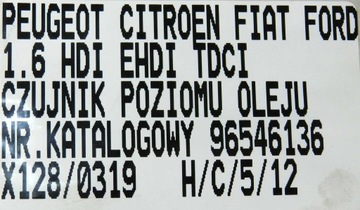 PEUGEOT CITROEN FIAT FORD
1.6 HDI EHDI TDCI
CZUJNIK POZIOMU OLEJU
NR.KATALOGOWY 96546136
X128/0319 H/C/5/12